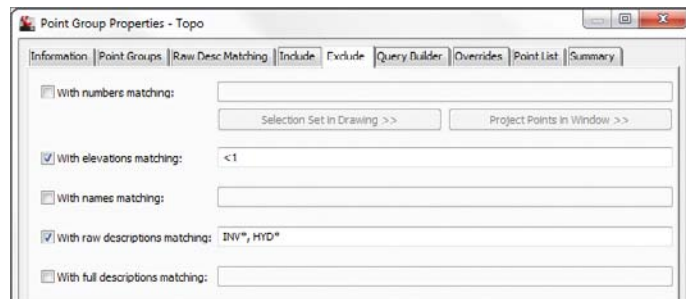 Point Group Properties - Topo
Information Point Groups Raw Desc Matching Include Exclude Query Builder Overrides Point List Summary
With numbers matching:
Selection Set in Drawing >> Project Points in Window >>
With elevations matching: <1
With names matching:
With raw descriptions matching: INV*, HYD*
With full descriptions matching: